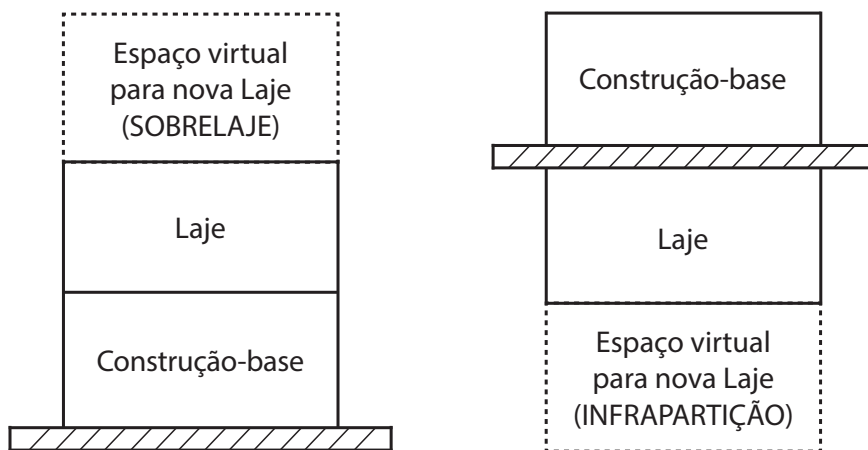 Espaço virtual
para nova Laje
(SOBRELAJE)
Laje
Construção-base
Construção-base
Laje
Espaço virtual
para nova Laje
(INFRAPARTIÇÃO)